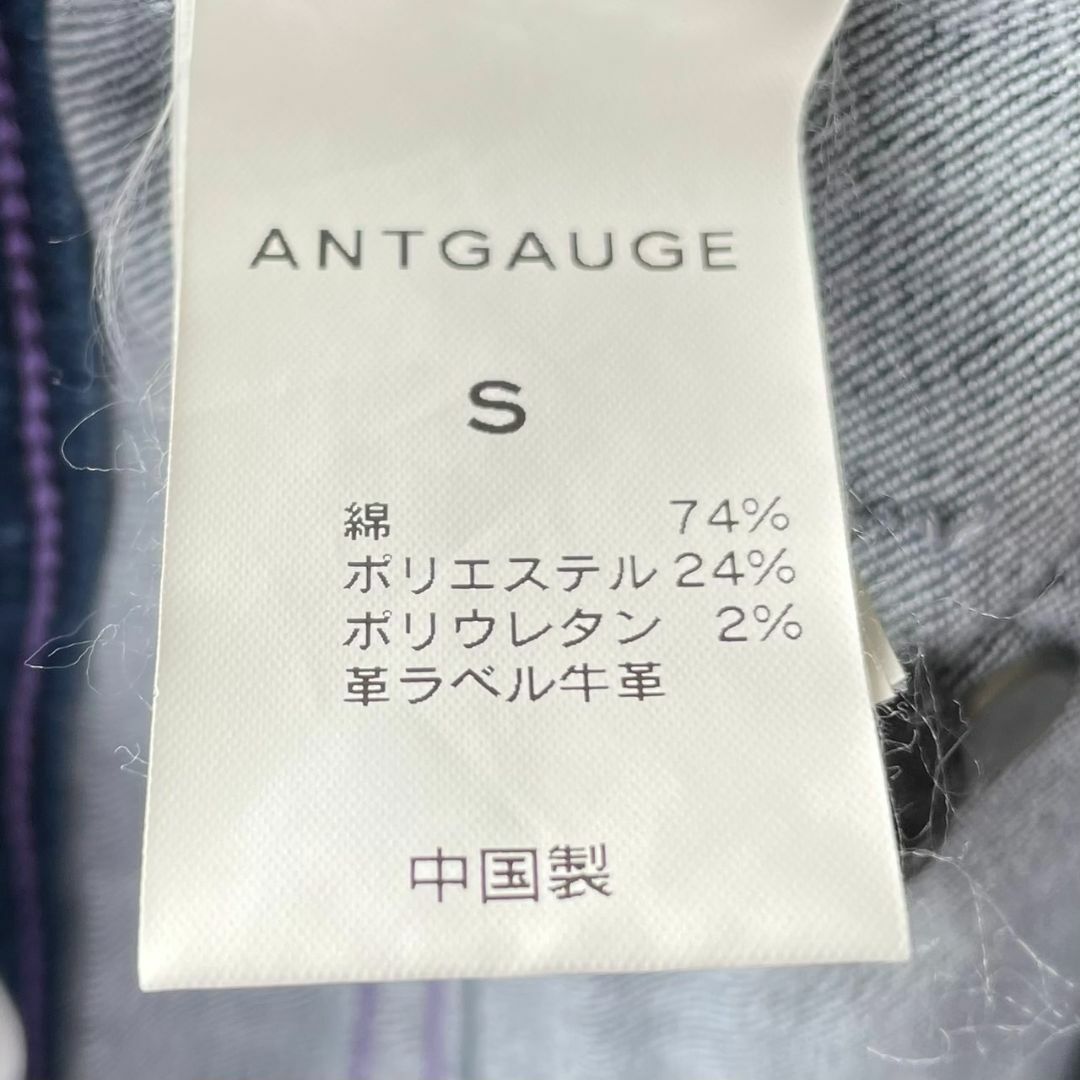 ANTGAUGE
S
綿 74%
ポリエステル 24%
ポリウレタン 2%
革ラベル牛革
中国製